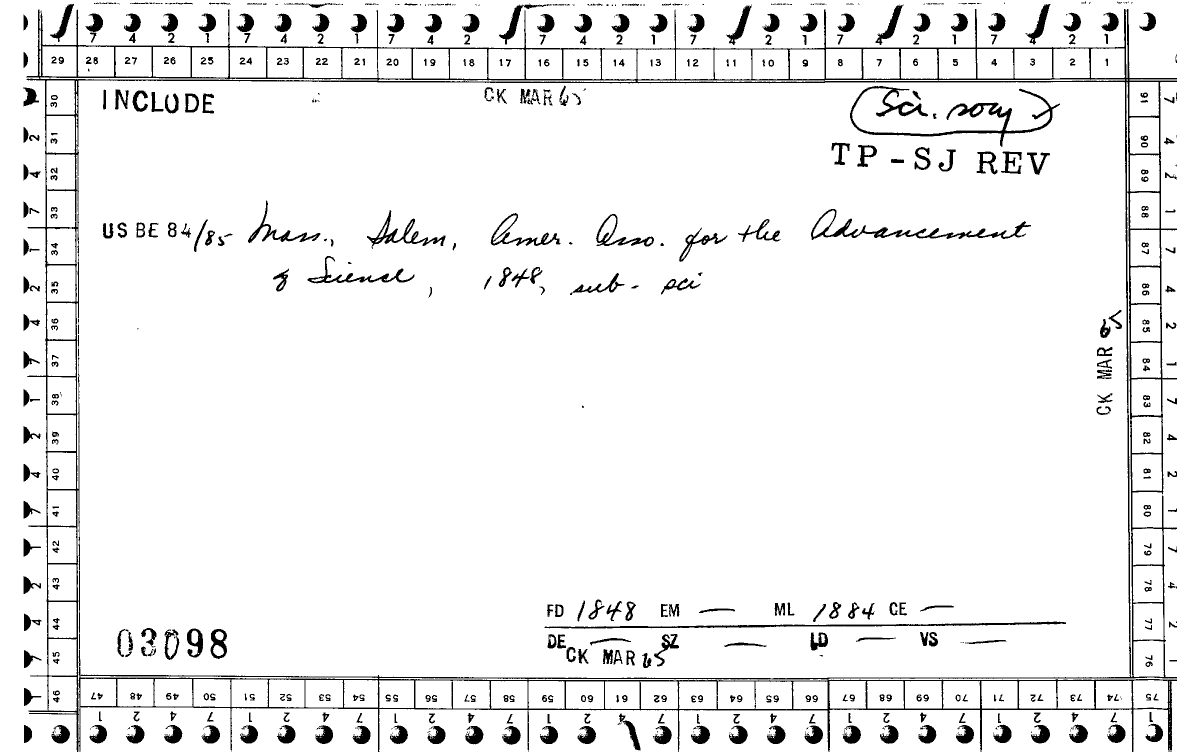 7 4 2 1 7 4 2 1 7 4 2 1 7 4 2 1 7 4 2 1 7 4 2 1 7 4 2 1
29 28 27 26 25 24 23 22 21 20 19 18 17 16 15 14 13 12 11 10 9 8 7 6 5 4 3 2 1
INCLUDE CK MAR 65 Sci. socy
TP-SJ REV
US BE 84/85 Mass., Salem, Amer. Asso. for the Advancement
of Science, 1848, sub-sci
CK MAR 65
FD 1848 EM — ML 1884 CE —
DE — SZ — LD — VS —
CK MAR 65
03098
30 31 32 33 34 35 36 37 38 39 40 41 42 43 44 45 46
91 90 89 88 87 86 85 84 83 82 81 80 79 78 77 76 75
47 48 49 50 51 52 53 54 55 56 57 58 59 60 61 62 63 64 65 66 67 68 69 70 71 72 73 74 75
1 2 4 7 1 2 4 7 1 2 4 7 1 2 4 7 1 2 4 7 1 2 4 7 1 2 4 7 1